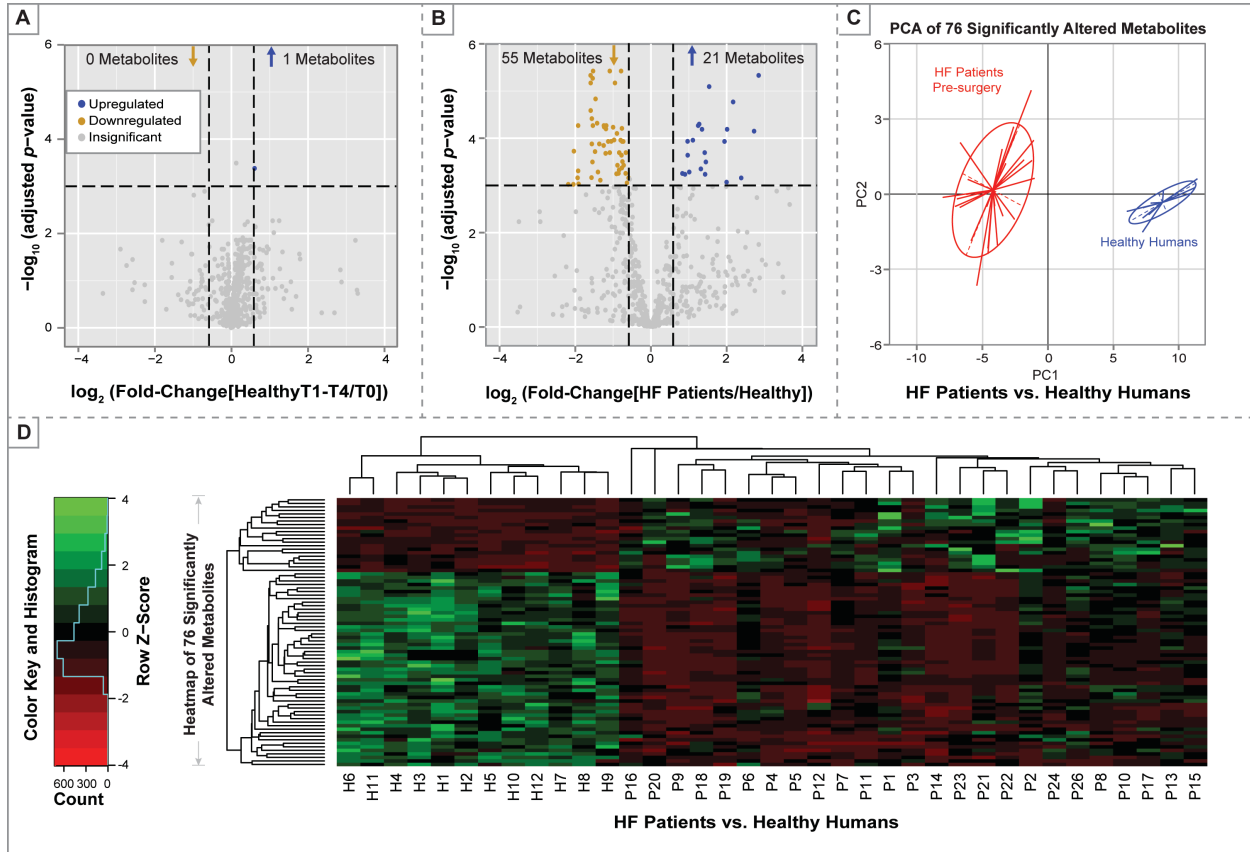 A
0 Metabolites
1 Metabolites
Upregulated
Downregulated
Insignificant
6
4
2
0
−4
−2
0
2
4
−log10 (adjusted p−value)
log2 (Fold-Change[HealthyT1-T4/T0])
B
55 Metabolites
21 Metabolites
6
4
2
0
−4
−2
0
2
4
−log10 (adjusted p−value)
log2 (Fold-Change[HF Patients/Healthy])
C
PCA of 76 Significantly Altered Metabolites
HF Patients
Pre-surgery
Healthy Humans
6
3
0
-3
-6
-10
-5
0
5
10
PC2
PC1
HF Patients vs. Healthy Humans
D
Color Key and Histogram
4
2
0
-2
-4
Row Z−Score
600 300 0
Count
Heatmap of 76 Significantly
Altered Metabolites
H6
H11
H4
H3
H1
H2
H5
H10
H12
H7
H8
H9
P16
P20
P9
P18
P19
P6
P4
P5
P12
P7
P11
P1
P3
P14
P23
P21
P22
P2
P24
P26
P8
P10
P17
P13
P15
HF Patients vs. Healthy Humans